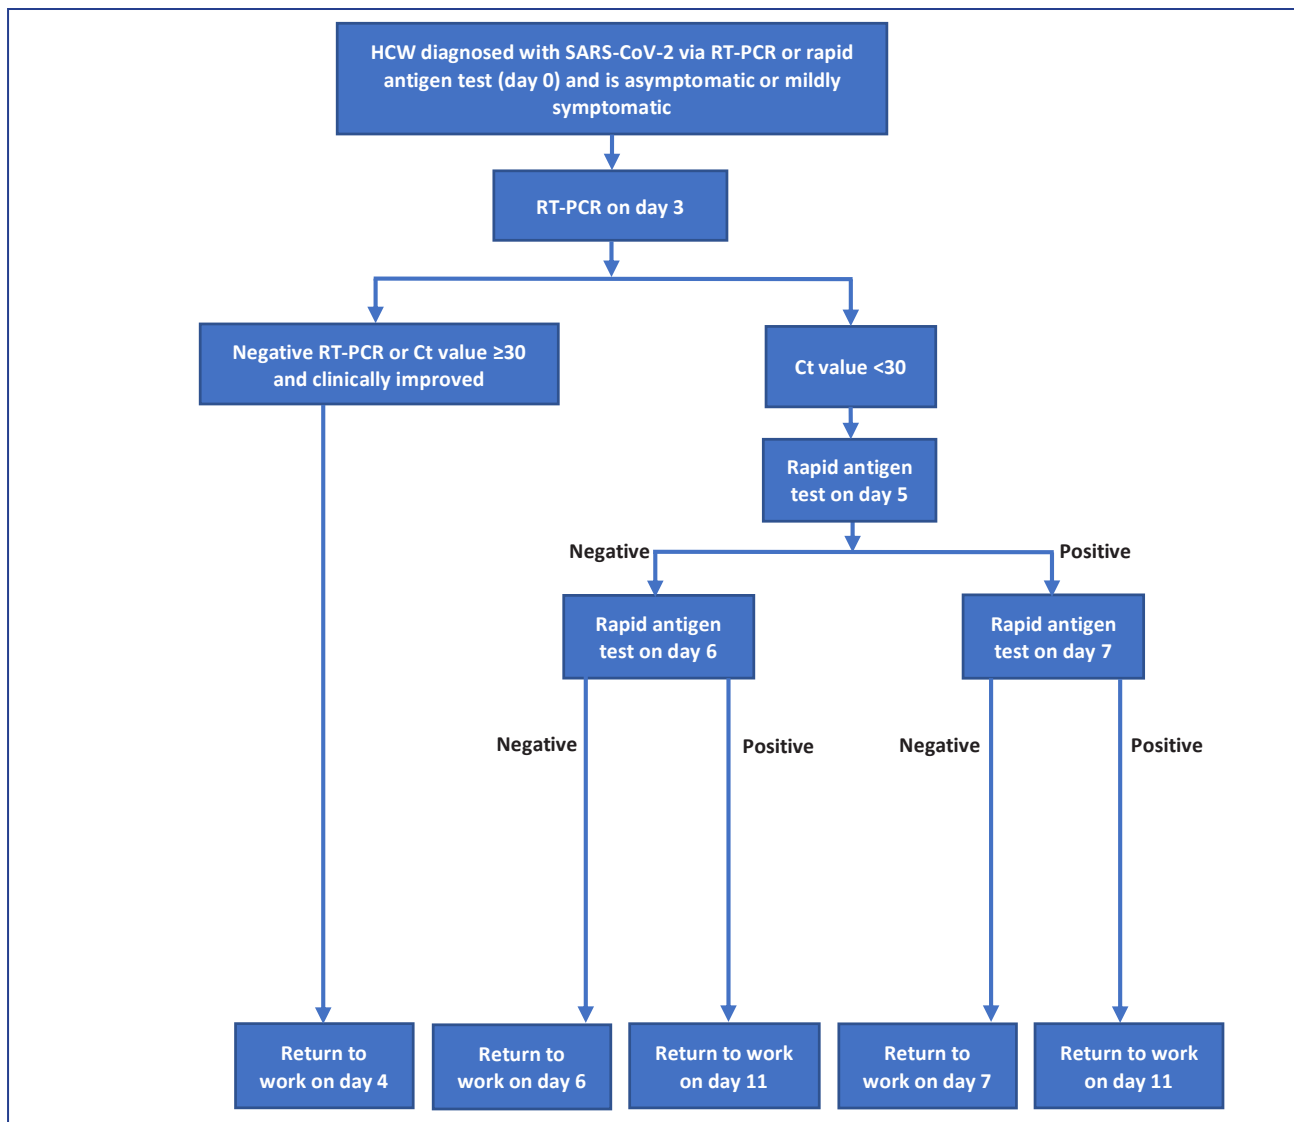 HCW diagnosed with SARS-CoV-2 via RT-PCR or rapid
antigen test (day 0) and is asymptomatic or mildly
symptomatic
RT-PCR on day 3
Negative RT-PCR or Ct value ≥30
and clinically improved
Ct value <30
Rapid antigen
test on day 5
Negative
Positive
Rapid antigen
test on day 6
Rapid antigen
test on day 7
Negative
Positive
Negative
Positive
Return to
work on day 4
Return to
work on day 6
Return to work
on day 11
Return to
work on day 7
Return to work
on day 11